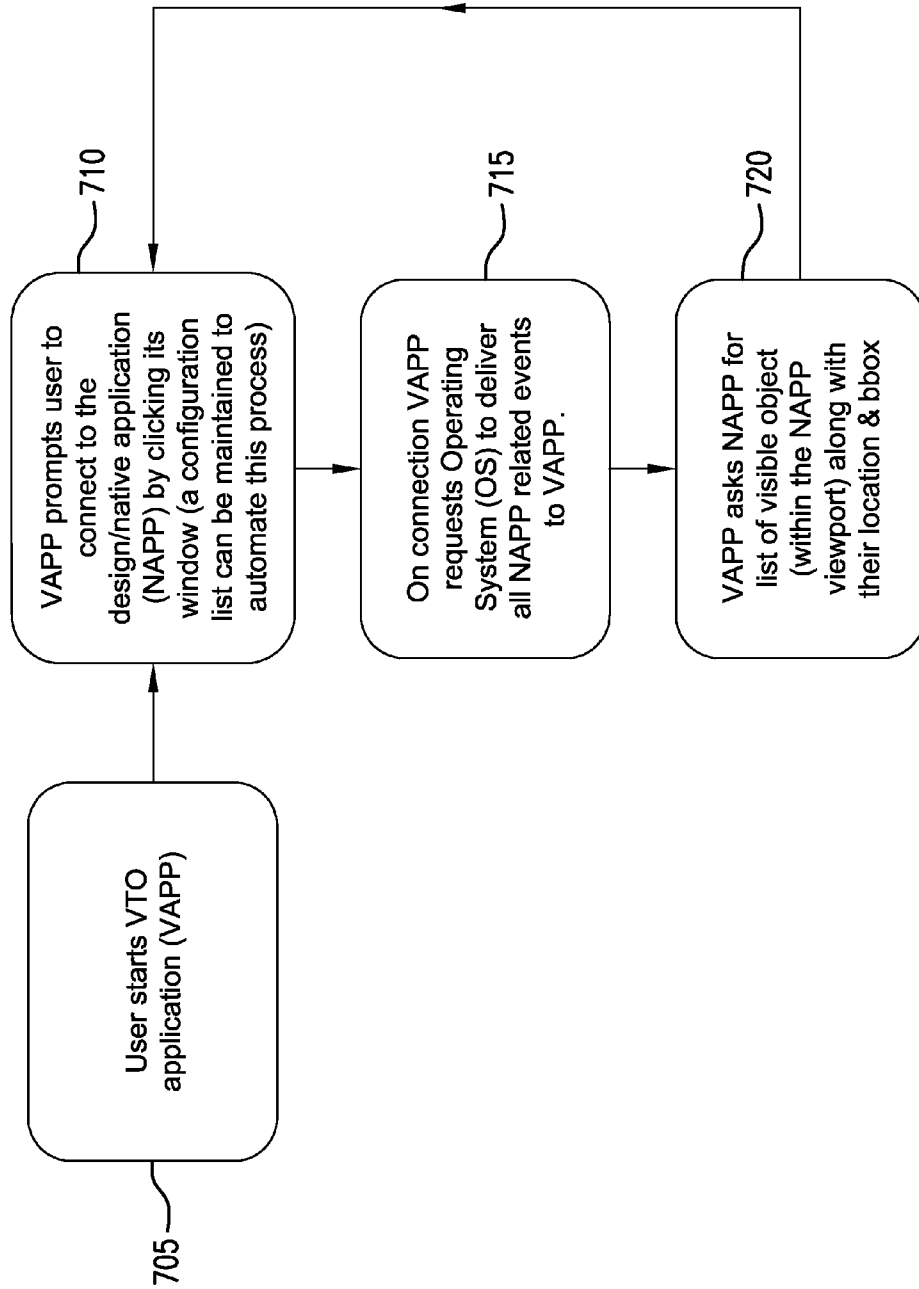 705
User starts VTO
application (VAPP)
710
VAPP prompts user to
connect to the
design/native application
(NAPP) by clicking its
window (a configuration
list can be maintained to
automate this process)
715
On connection VAPP
requests Operating
System (OS) to deliver
all NAPP related events
to VAPP.
720
VAPP asks NAPP for
list of visible object
(within the NAPP
viewport) along with
their location & bbox